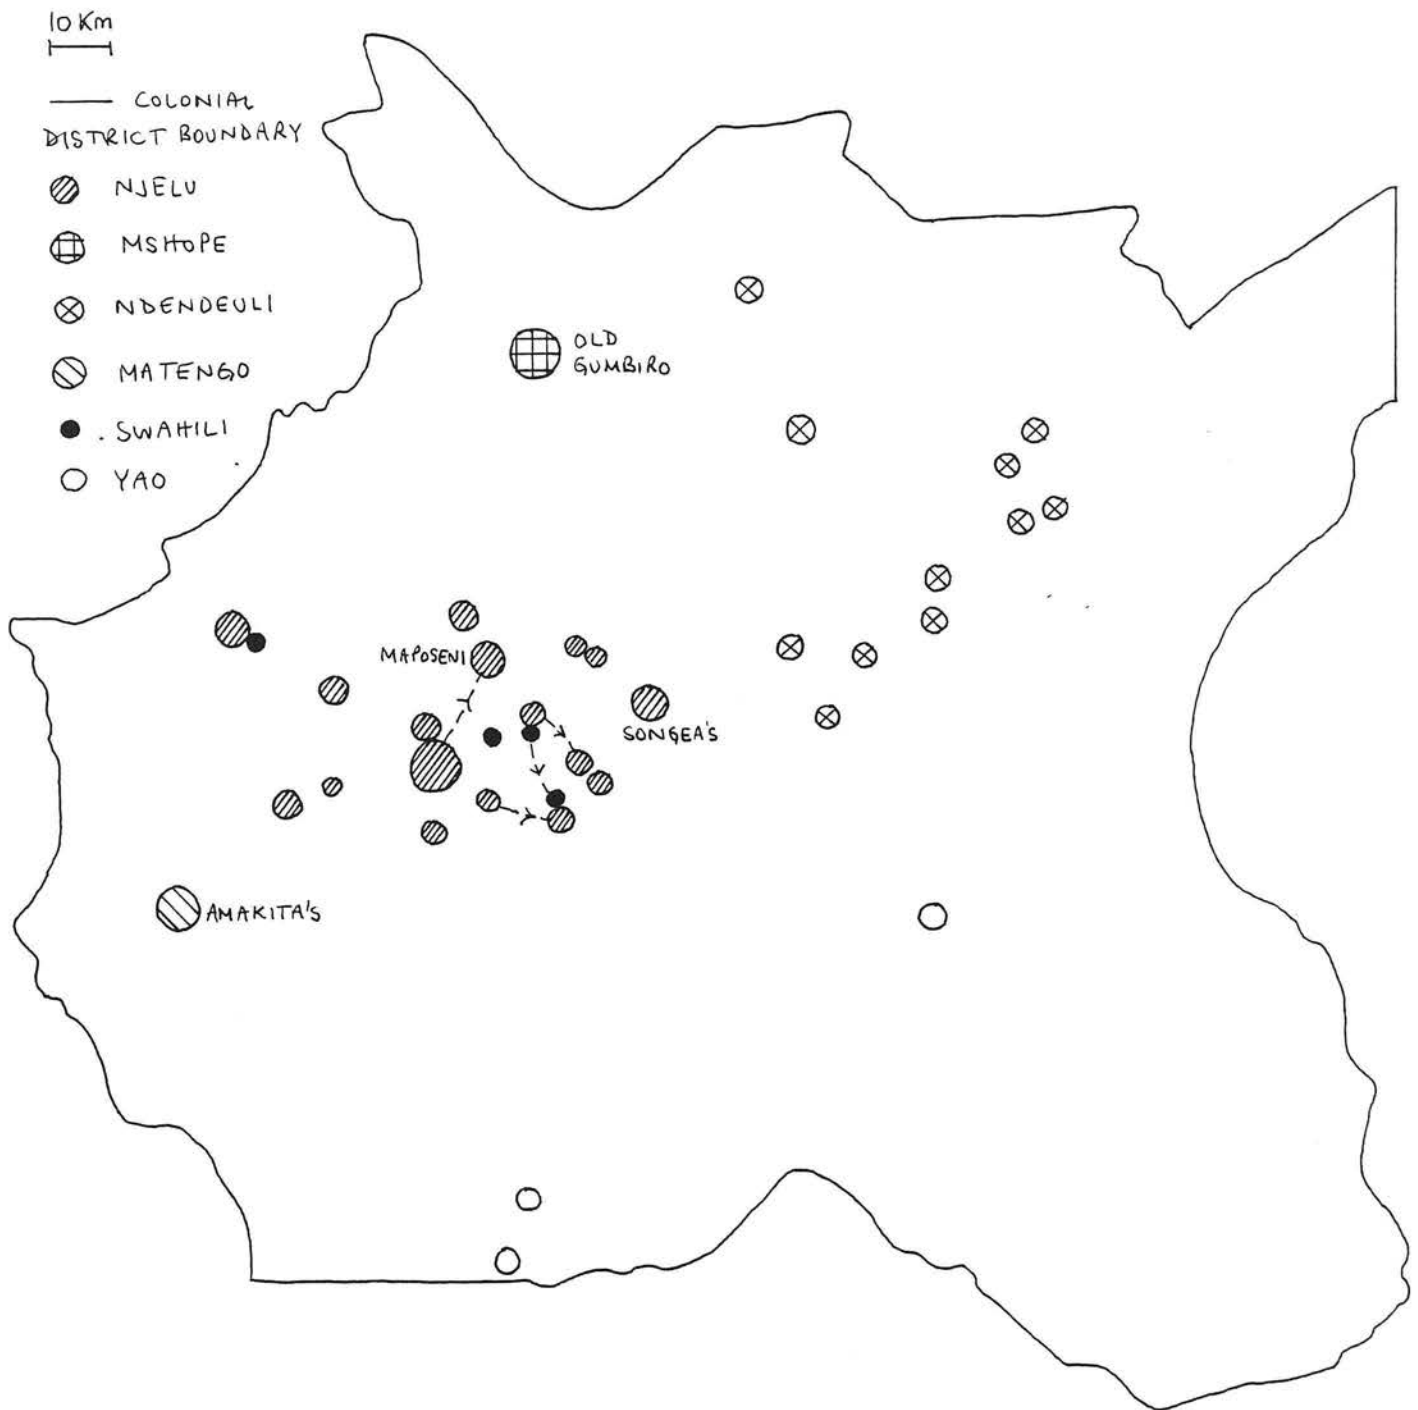 10 Km
COLONIAL
DISTRICT BOUNDARY
NJELU
MSHOPE
NDENDEULI
MATENGO
. SWAHILI
YAO
OLD
GUMBIRO
MAPOSENI
SONGEA'S
AMAKITA'S